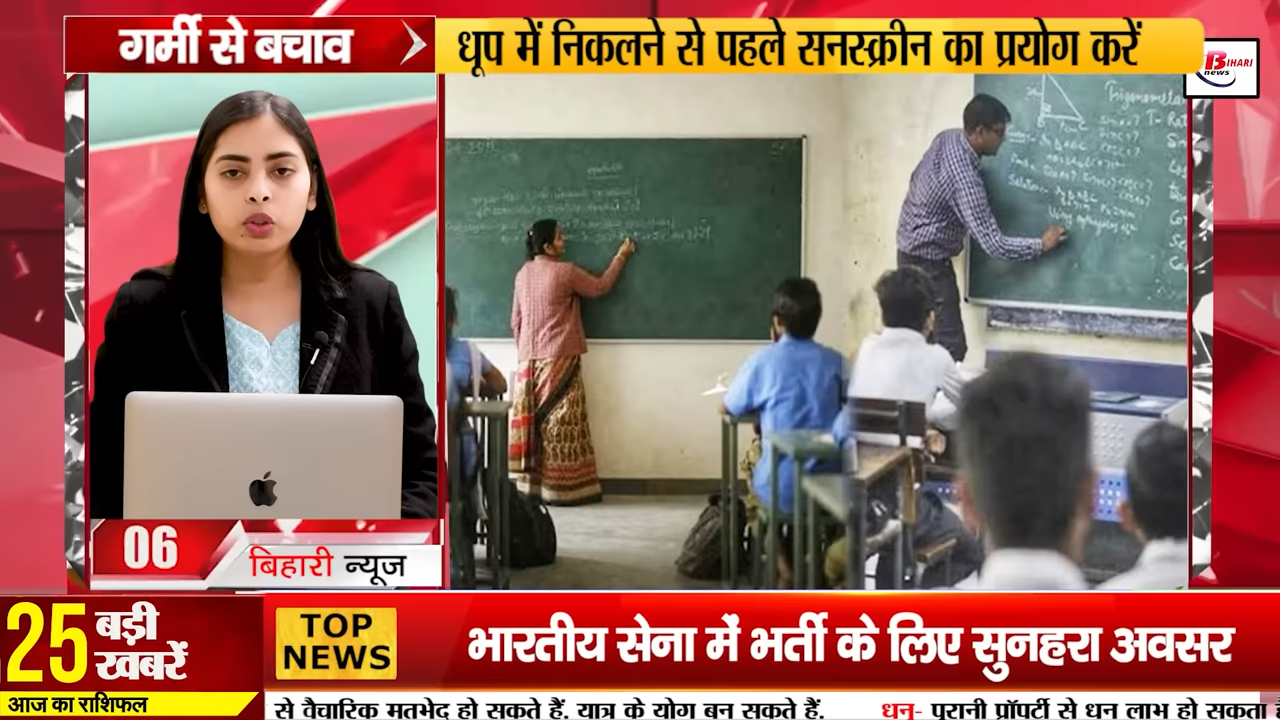 गर्मी से बचाव
धूप में निकलने से पहले सनस्क्रीन का प्रयोग करें
BIHARI
news
Trigonometa
06
बिहारी न्यूज
25 बड़ी खबरें
TOP NEWS
भारतीय सेना में भर्ती के लिए सुनहरा अवसर
आज का राशिफल
से वैचारिक मतभेद हो सकते हैं. यात्र के योग बन सकते हैं. धनु- पुरानी प्रॉपर्टी से धन लाभ हो सकता है